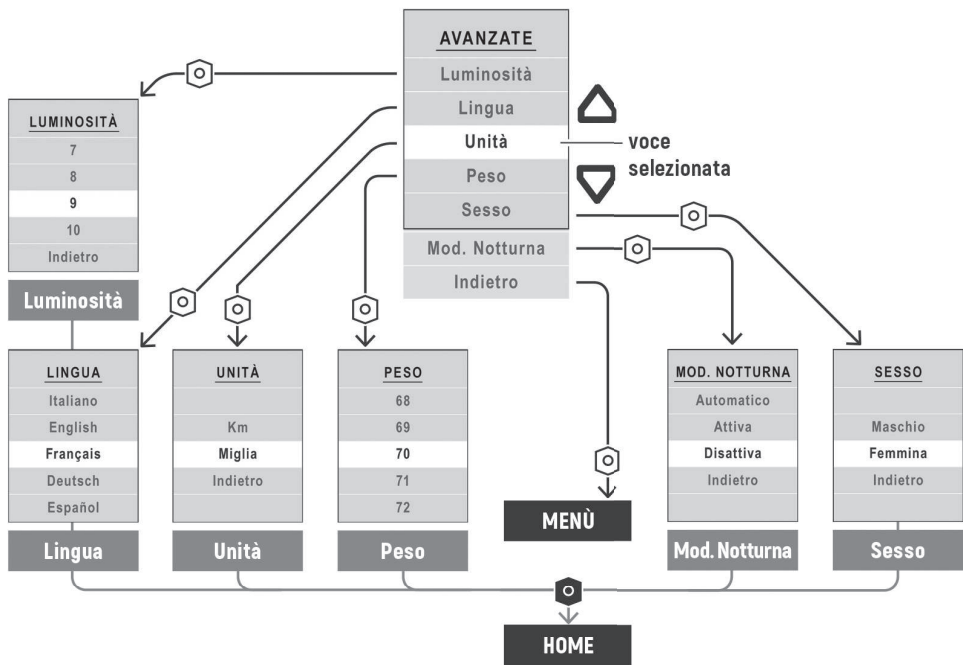 AVANZATE
Luminosità
Lingua
Unità
Peso
Sesso
Mod. Notturna
Indietro
voce
selezionata
LUMINOSITÀ
7
8
9
10
Indietro
Luminosità
LINGUA
Italiano
English
Français
Deutsch
Español
Lingua
UNITÀ
Km
Miglia
Indietro
Unità
PESO
68
69
70
71
72
Peso
MENÙ
MOD. NOTTURNA
Automatico
Attiva
Disattiva
Indietro
Mod. Notturna
SESSO
Maschio
Femmina
Indietro
Sesso
HOME